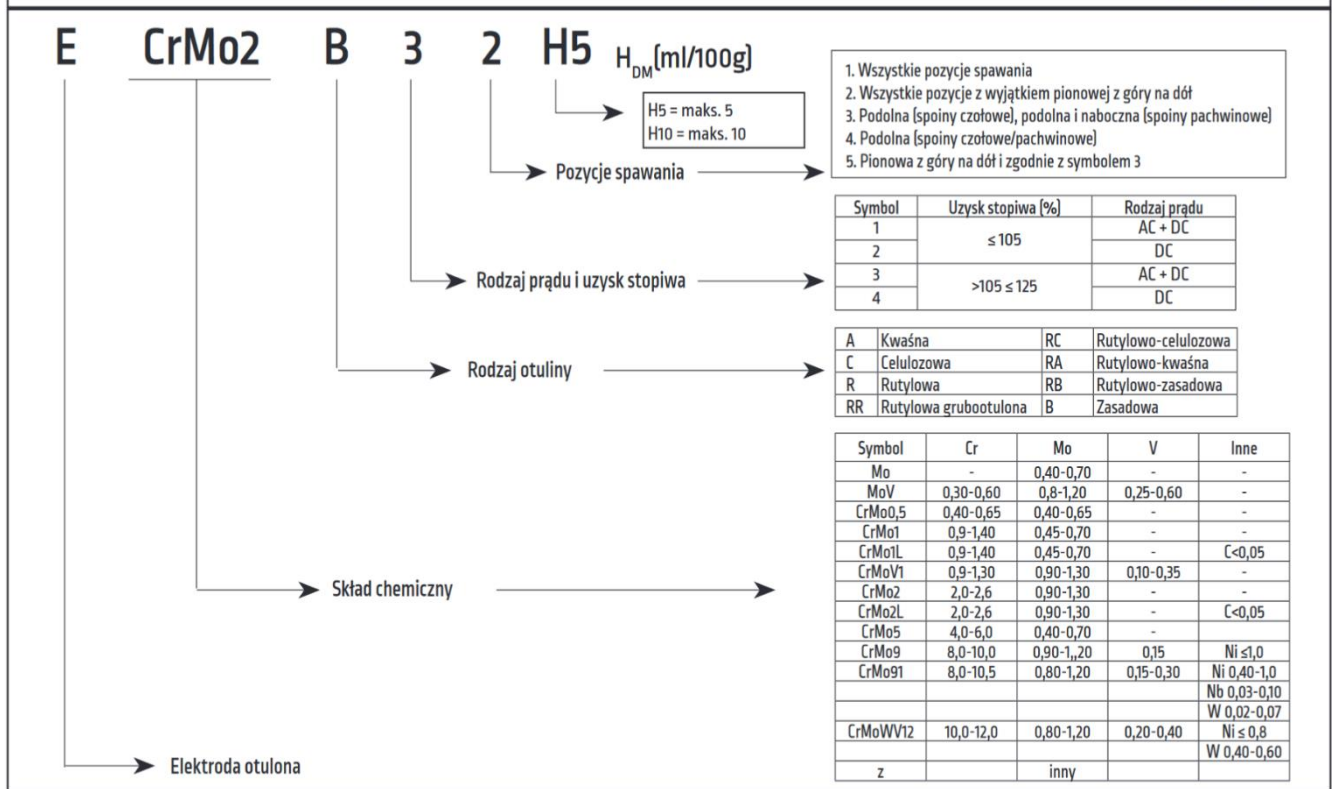 E CrMo2 B 3 2 H5 HDM(ml/100g)
H5 = maks. 5
H10 = maks. 10
1. Wszystkie pozycje spawania
2. Wszystkie pozycje z wyjątkiem pionowej z góry na dół
3. Podolna (spoiny czołowe), podolna i naboczna (spoiny pachwinowe)
4. Podolna (spoiny czołowe/pachwinowe)
5. Pionowa z góry na dół i zgodnie z symbolem 3
Pozycje spawania
Symbol Uzysk stopiwa (%) Rodzaj prądu
1 ≤ 105 AC + DC
2 DC
3 >105 ≤ 125 AC + DC
4 DC
Rodzaj prądu i uzysk stopiwa
A Kwaśna RC Rutylowo-celulozowa
C Celulozowa RA Rutylowo-kwaśna
R Rutylowa RB Rutylowo-zasadowa
RR Rutylowa grubootulona B Zasadowa
Rodzaj otuliny
Symbol Cr Mo V Inne
Mo - 0,40-0,70 - -
MoV 0,30-0,60 0,8-1,20 0,25-0,60 -
CrMo0,5 0,40-0,65 0,40-0,65 - -
CrMo1 0,9-1,40 0,45-0,70 - -
CrMo1L 0,9-1,40 0,45-0,70 - C<0,05
CrMoV1 0,9-1,30 0,90-1,30 0,10-0,35 -
CrMo2 2,0-2,6 0,90-1,30 - -
CrMo2L 2,0-2,6 0,90-1,30 - C<0,05
CrMo5 4,0-6,0 0,40-0,70 -
CrMo9 8,0-10,0 0,90-1,,20 0,15 Ni ≤1,0
CrMo91 8,0-10,5 0,80-1,20 0,15-0,30 Ni 0,40-1,0
Nb 0,03-0,10
W 0,02-0,07
CrMoWV12 10,0-12,0 0,80-1,20 0,20-0,40 Ni ≤ 0,8
W 0,40-0,60
z inny
Skład chemiczny
Elektroda otulona